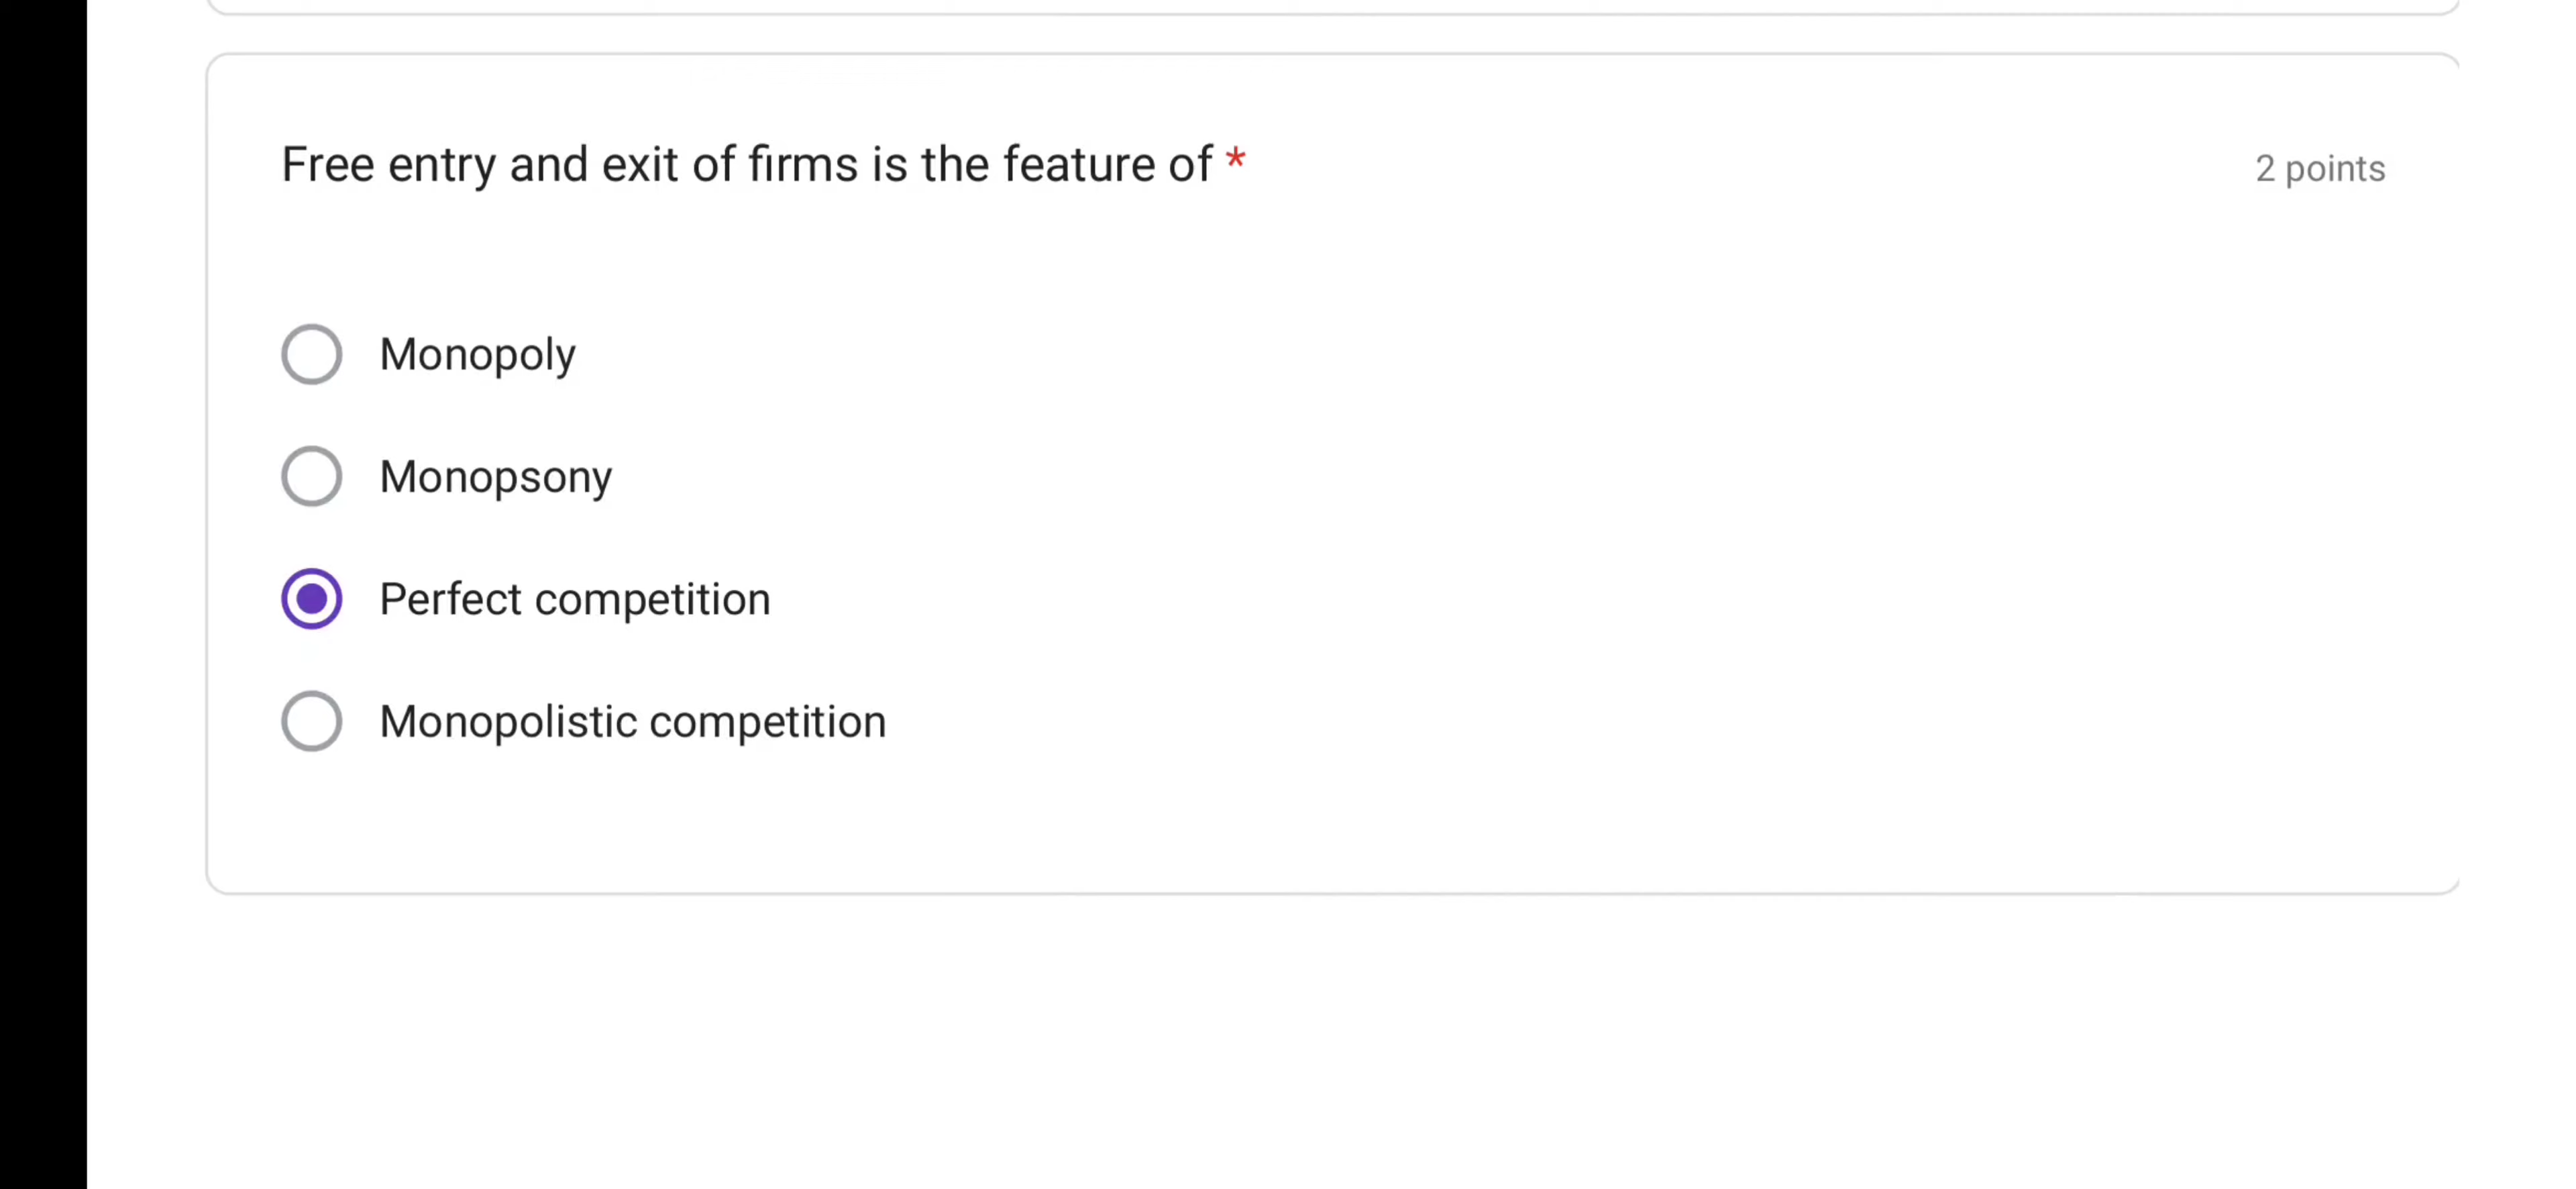 Free entry and exit of firms is the feature of *
2 points
Monopoly
Monopsony
Perfect competition
Monopolistic competition